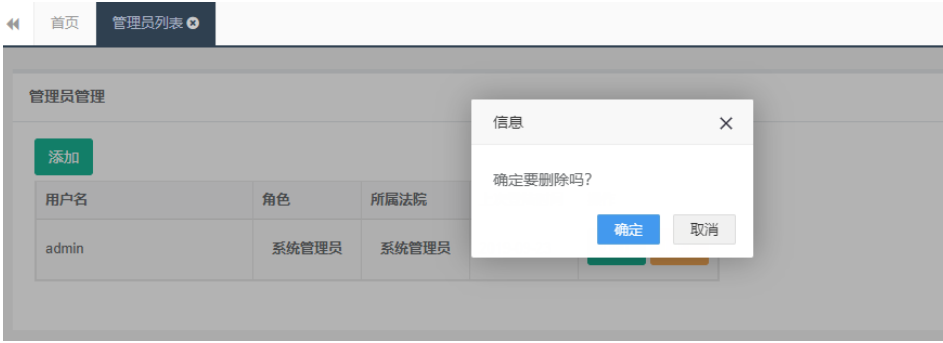 首页 管理员列表
管理员管理
信息
添加
确定要删除吗?
用户名 角色 所属法院
确定 取消
admin 系统管理员 系统管理员